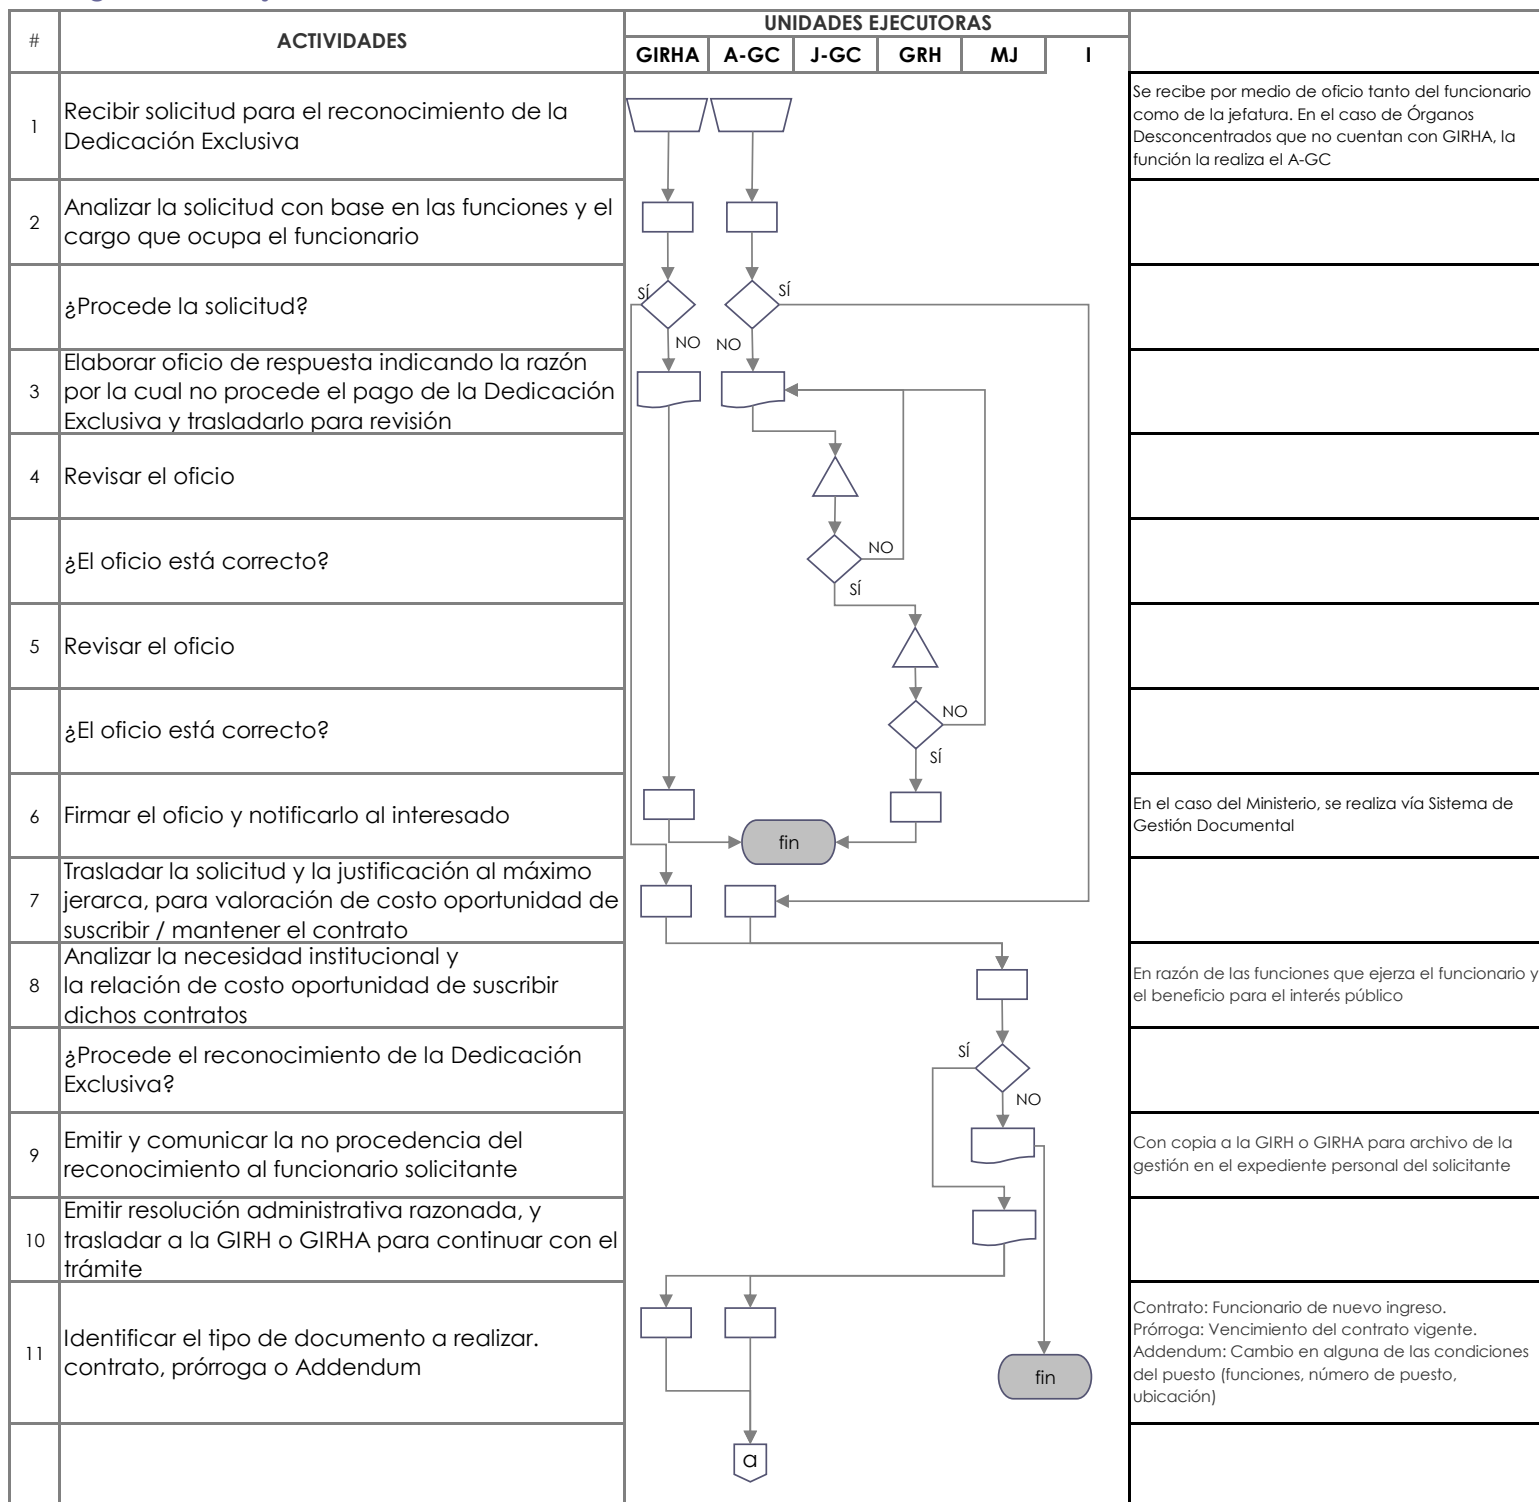 #
ACTIVIDADES
UNIDADES EJECUTORAS
GIRHA
A-GC
J-GC
GRH
MJ
I
1
Recibir solicitud para el reconocimiento de la
Dedicación Exclusiva
Se recibe por medio de oficio tanto del funcionario
como de la jefatura. En el caso de Órganos
Desconcentrados que no cuentan con GIRHA, la
función la realiza el A-GC
2
Analizar la solicitud con base en las funciones y el
cargo que ocupa el funcionario
¿Procede la solicitud?
SÍ
SÍ
NO
NO
3
Elaborar oficio de respuesta indicando la razón
por la cual no procede el pago de la Dedicación
Exclusiva y trasladarlo para revisión
4
Revisar el oficio
¿El oficio está correcto?
NO
SÍ
5
Revisar el oficio
¿El oficio está correcto?
NO
SÍ
6
Firmar el oficio y notificarlo al interesado
fin
En el caso del Ministerio, se realiza vía Sistema de
Gestión Documental
7
Trasladar la solicitud y la justificación al máximo
jerarca, para valoración de costo oportunidad de
suscribir / mantener el contrato
8
Analizar la necesidad institucional y
la relación de costo oportunidad de suscribir
dichos contratos
En razón de las funciones que ejerza el funcionario y
el beneficio para el interés público
¿Procede el reconocimiento de la Dedicación
Exclusiva?
SÍ
NO
9
Emitir y comunicar la no procedencia del
reconocimiento al funcionario solicitante
Con copia a la GIRH o GIRHA para archivo de la
gestión en el expediente personal del solicitante
10
Emitir resolución administrativa razonada, y
trasladar a la GIRH o GIRHA para continuar con el
trámite
11
Identificar el tipo de documento a realizar.
contrato, prórroga o Addendum
fin
Contrato: Funcionario de nuevo ingreso.
Prórroga: Vencimiento del contrato vigente.
Addendum: Cambio en alguna de las condiciones
del puesto (funciones, número de puesto,
ubicación)
a